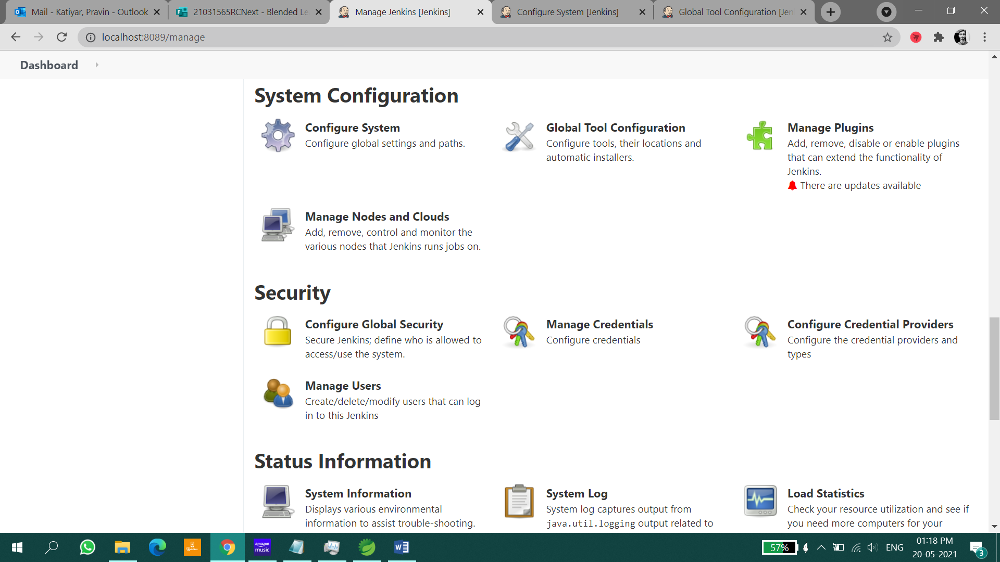 Mail - Katiyar, Pravin - Outlook
21031565RCNext - Blended Le
Manage Jenkins [Jenkins]
Configure System [Jenkins]
Global Tool Configuration [Jen
localhost:8089/manage
Dashboard
System Configuration
Configure System
Configure global settings and paths.
Global Tool Configuration
Configure tools, their locations and
automatic installers.
Manage Plugins
Add, remove, disable or enable plugins
that can extend the functionality of
Jenkins.
There are updates available
Manage Nodes and Clouds
Add, remove, control and monitor the
various nodes that Jenkins runs jobs on.
Security
Configure Global Security
Secure Jenkins; define who is allowed to
access/use the system.
Manage Credentials
Configure credentials
Configure Credential Providers
Configure the credential providers and
types
Manage Users
Create/delete/modify users that can log
in to this Jenkins
Status Information
System Information
Displays various environmental
information to assist trouble-shooting.
System Log
System log captures output from
java.util.logging output related to
Load Statistics
Check your resource utilization and see if
you need more computers for your
amazon
music
57%
ENG
01:18 PM
20-05-2021
3